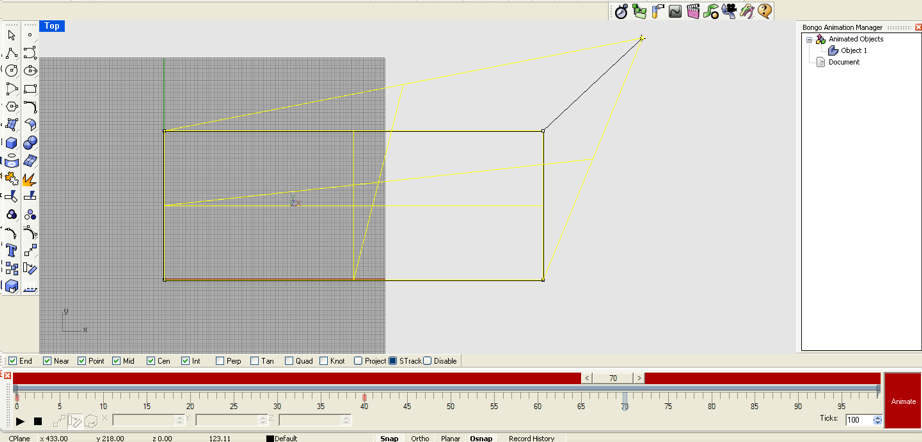 Top
Bongo Animation Manager
Animated Objects
Object 1
Document
y
x
End Near Point Mid Cen Int Perp Tan Quad Knot Project STrack Disable
< 70 >
0 5 10 15 20 25 30 35 40 45 50 55 60 65 70 75 80 85 90 95
Animate
X Y Z
Ticks: 100
CPlane x 433.00 y 218.00 z 0.00 123.11 Default Snap Ortho Planar Osnap Record History